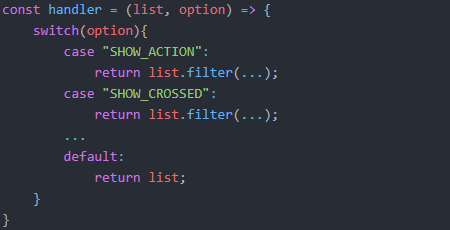 const handler = (list, option) => {
    switch(option){
        case "SHOW_ACTION":
            return list.filter(...);
        case "SHOW_CROSSED":
            return list.filter(...);
        ...
        default:
            return list;
    }
}